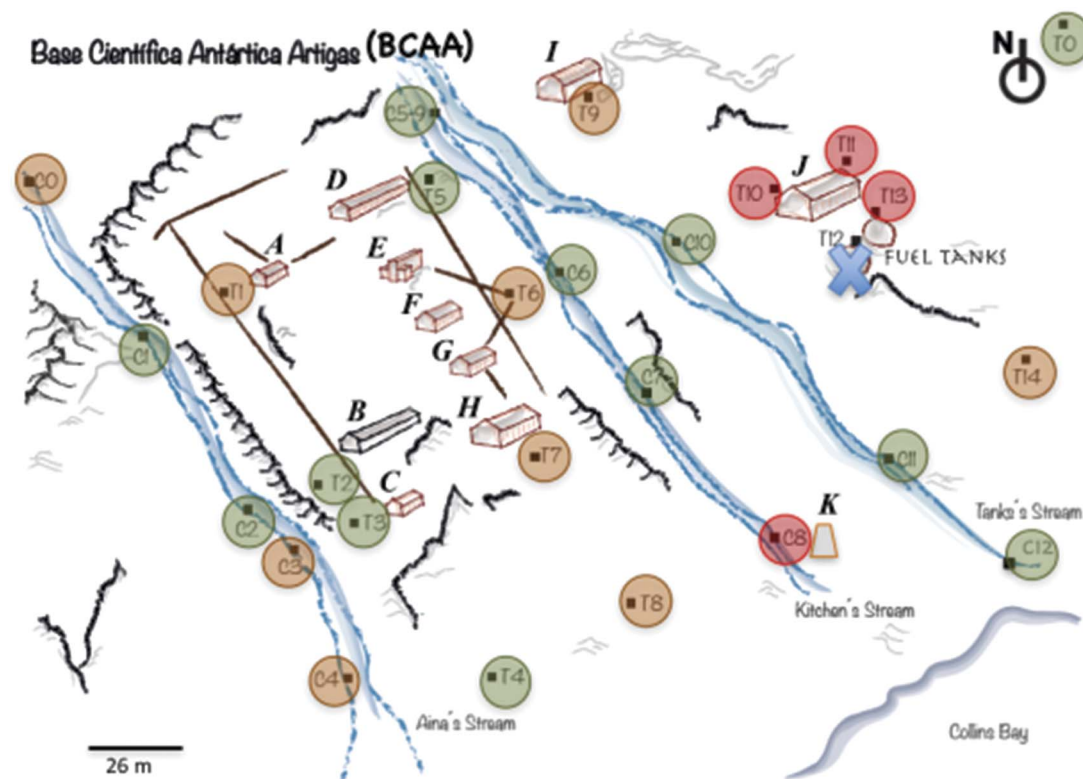 Base Científica Antártica Artigas (BCAA)
I
N
T0
C5-9
T9
T11
C0
D
T5
T10
J
T13
A
E
C10
T12
FUEL TANKS
T1
C6
T6
F
C1
G
C7
T14
B
H
T7
C11
T2
C
K
Tanks's Stream
C2
T3
C8
C12
C3
T8
Kitchen's Stream
C4
T4
Aina's Stream
Collins Bay
26 m